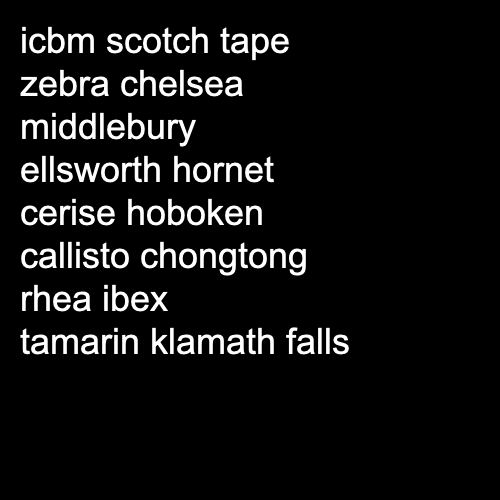 icbm scotch tape
zebra chelsea
middlebury
ellsworth hornet
cerise hoboken
callisto chongtong
rhea ibex
tamarin klamath falls